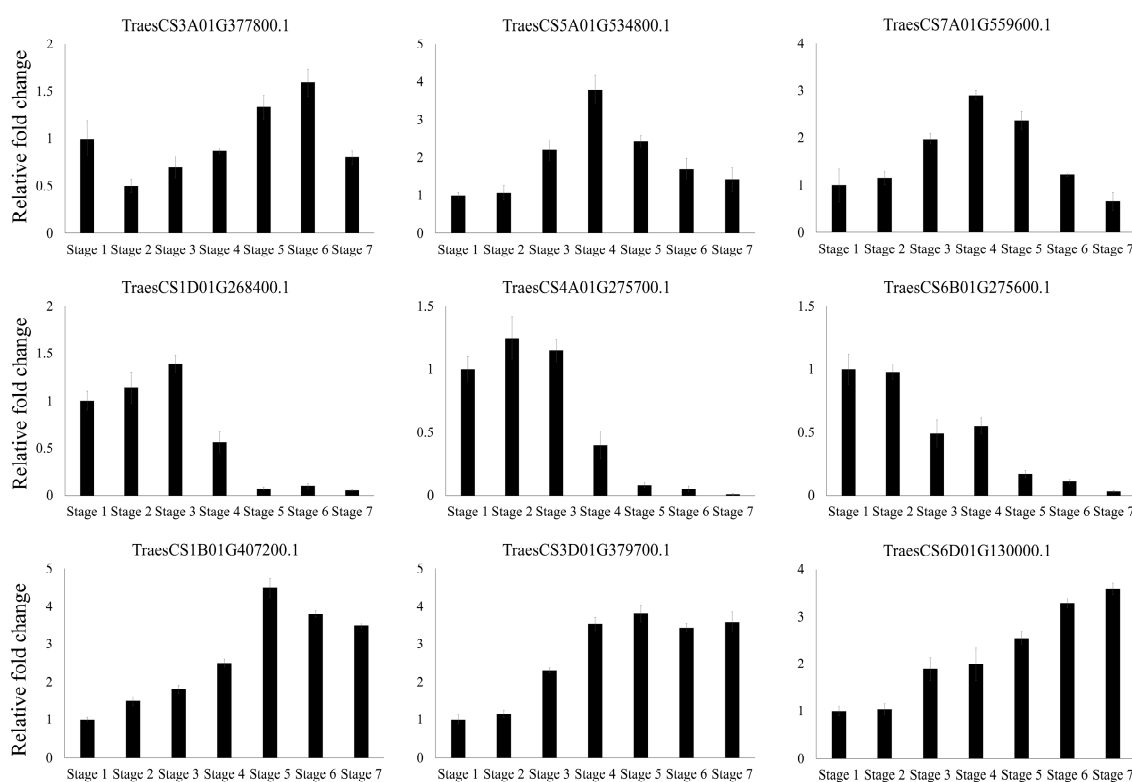 TraesCS3A01G377800.1
TraesCS5A01G534800.1
TraesCS7A01G559600.1
Relative fold change
2
1.5
1
0.5
0
Stage 1 Stage 2 Stage 3 Stage 4 Stage 5 Stage 6 Stage 7
5
4
3
2
1
0
Stage 1 Stage 2 Stage 3 Stage 4 Stage 5 Stage 6 Stage 7
4
3
2
1
0
Stage 1 Stage 2 Stage 3 Stage 4 Stage 5 Stage 6 Stage 7
TraesCS1D01G268400.1
TraesCS4A01G275700.1
TraesCS6B01G275600.1
Relative fold change
2
1.5
1
0.5
0
Stage 1 Stage 2 Stage 3 Stage 4 Stage 5 Stage 6 Stage 7
1.5
1
0.5
0
Stage 1 Stage 2 Stage 3 Stage 4 Stage 5 Stage 6 Stage 7
1.5
1
0.5
0
Stage 1 Stage 2 Stage 3 Stage 4 Stage 5 Stage 6 Stage 7
TraesCS1B01G407200.1
TraesCS3D01G379700.1
TraesCS6D01G130000.1
Relative fold change
5
4
3
2
1
0
Stage 1 Stage 2 Stage 3 Stage 4 Stage 5 Stage 6 Stage 7
5
4
3
2
1
0
Stage 1 Stage 2 Stage 3 Stage 4 Stage 5 Stage 6 Stage 7
4
3
2
1
0
Stage 1 Stage 2 Stage 3 Stage 4 Stage 5 Stage 6 Stage 7